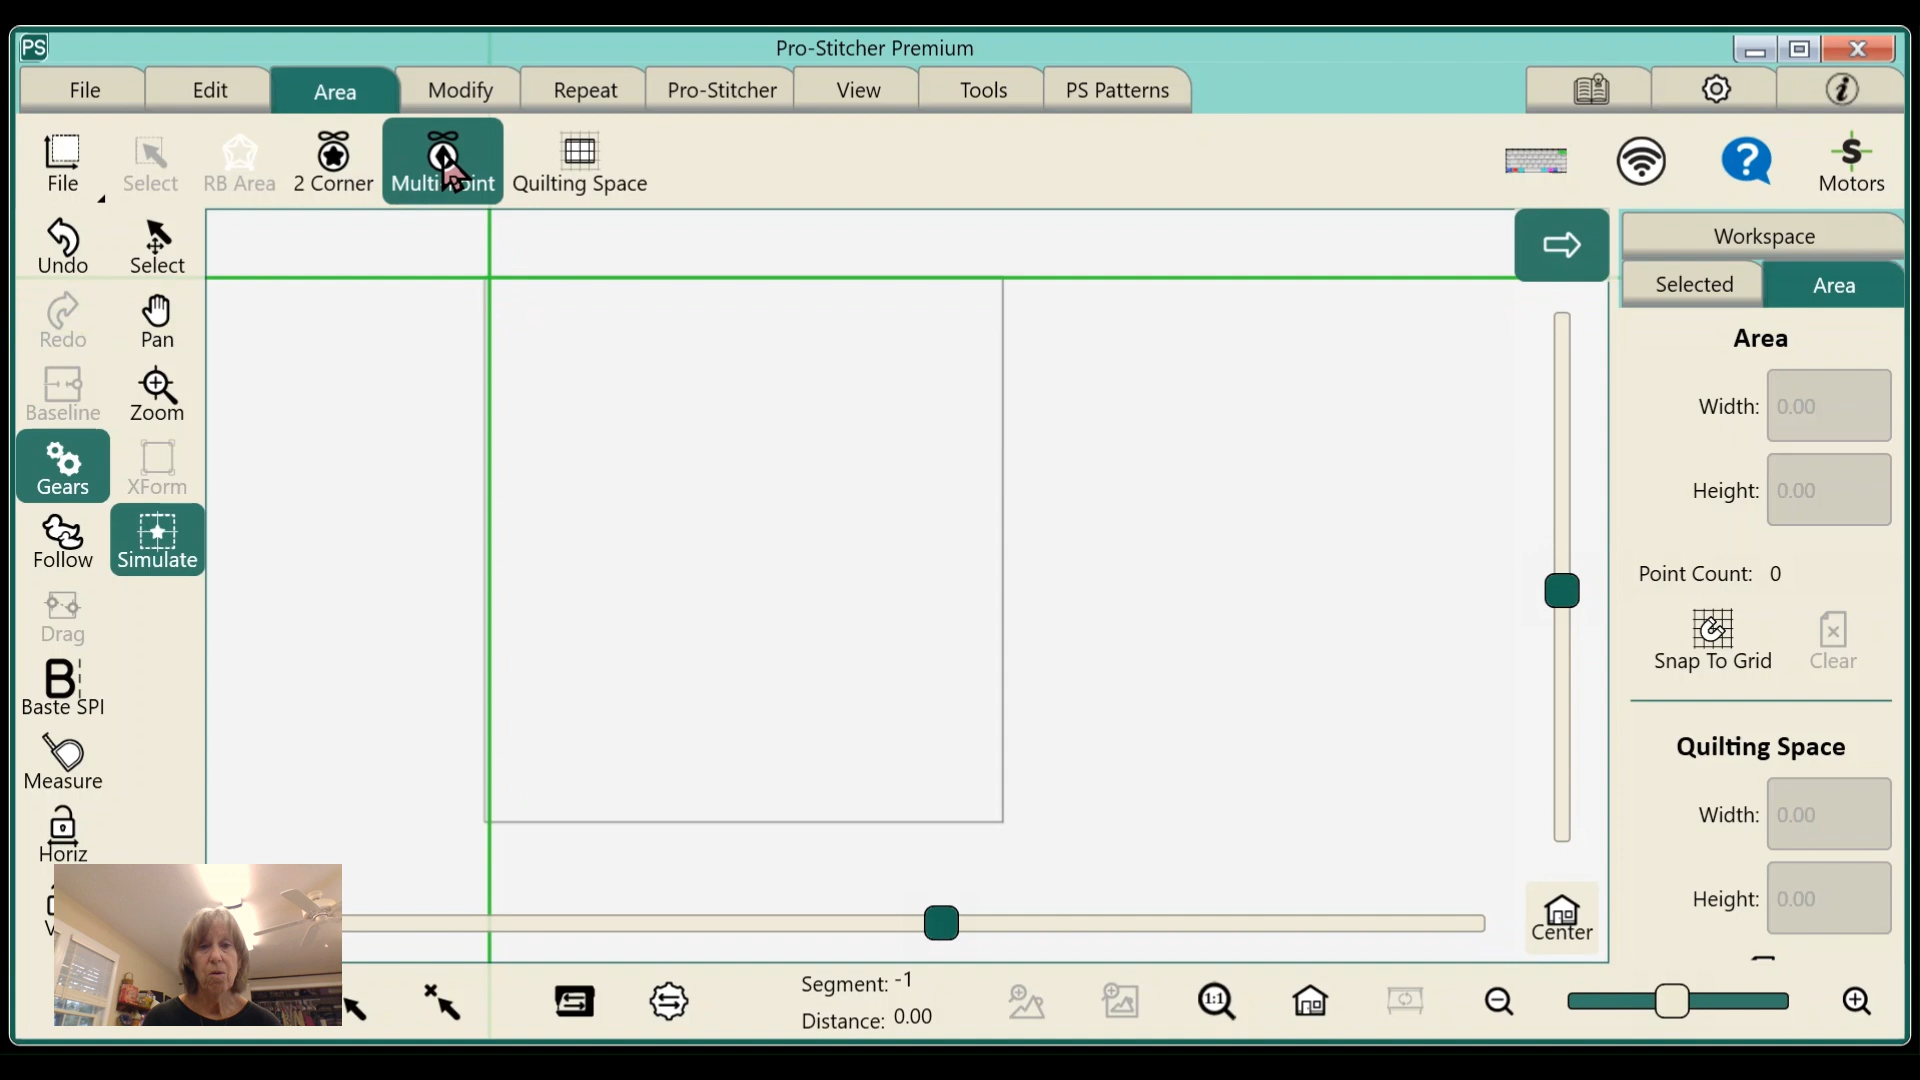 PS
Pro-Stitcher Premium
File Edit Area Modify Repeat Pro-Stitcher View Tools PS Patterns
File Select RB Area 2 Corner Quilting Space
S
Motors
Undo Select
Workspace
Selected Area
Redo Pan
Area
Baseline Zoom
Width: 0.00
Gears XForm
Height: 0.00
Follow Simulate
Point Count: 0
Drag
Snap To Grid Clear
B
Baste SPI
Quilting Space
Measure
Width: 0.00
Horiz
Height: 0.00
Center
Segment: -1
1:1
Distance: 0.00